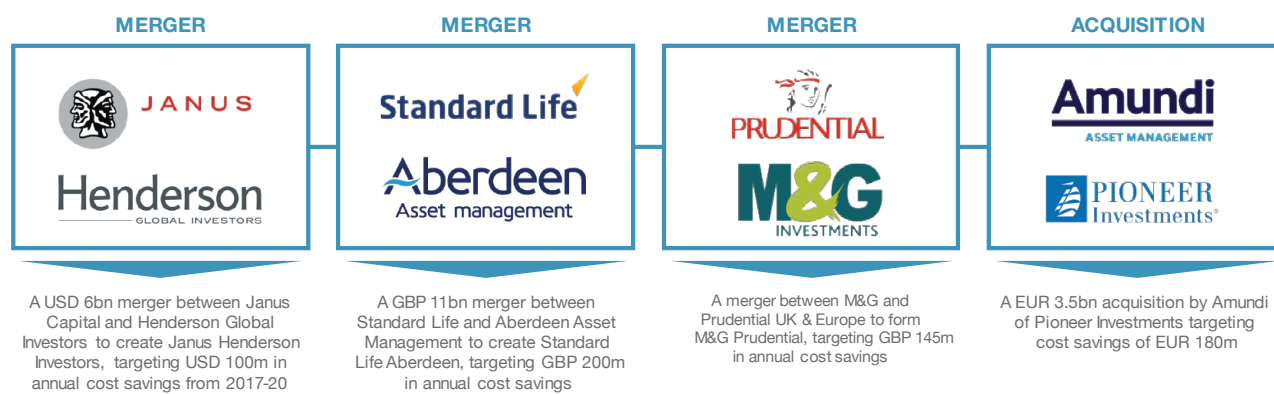 MERGER
JANUS
Henderson
GLOBAL INVESTORS
A USD 6bn merger between Janus
Capital and Henderson Global
Investors to create Janus Henderson
Investors, targeting USD 100m in
annual cost savings from 2017-20
MERGER
Standard Life
Aberdeen
Asset management
A GBP 11bn merger between
Standard Life and Aberdeen Asset
Management to create Standard
Life Aberdeen, targeting GBP 200m
in annual cost savings
MERGER
PRUDENTIAL
M&G
INVESTMENTS
A merger between M&G and
Prudential UK & Europe to form
M&G Prudential, targeting GBP 145m
in annual cost savings
ACQUISITION
Amundi
ASSET MANAGEMENT
PIONEER
Investments®
A EUR 3.5bn acquisition by Amundi
of Pioneer Investments targeting
cost savings of EUR 180m